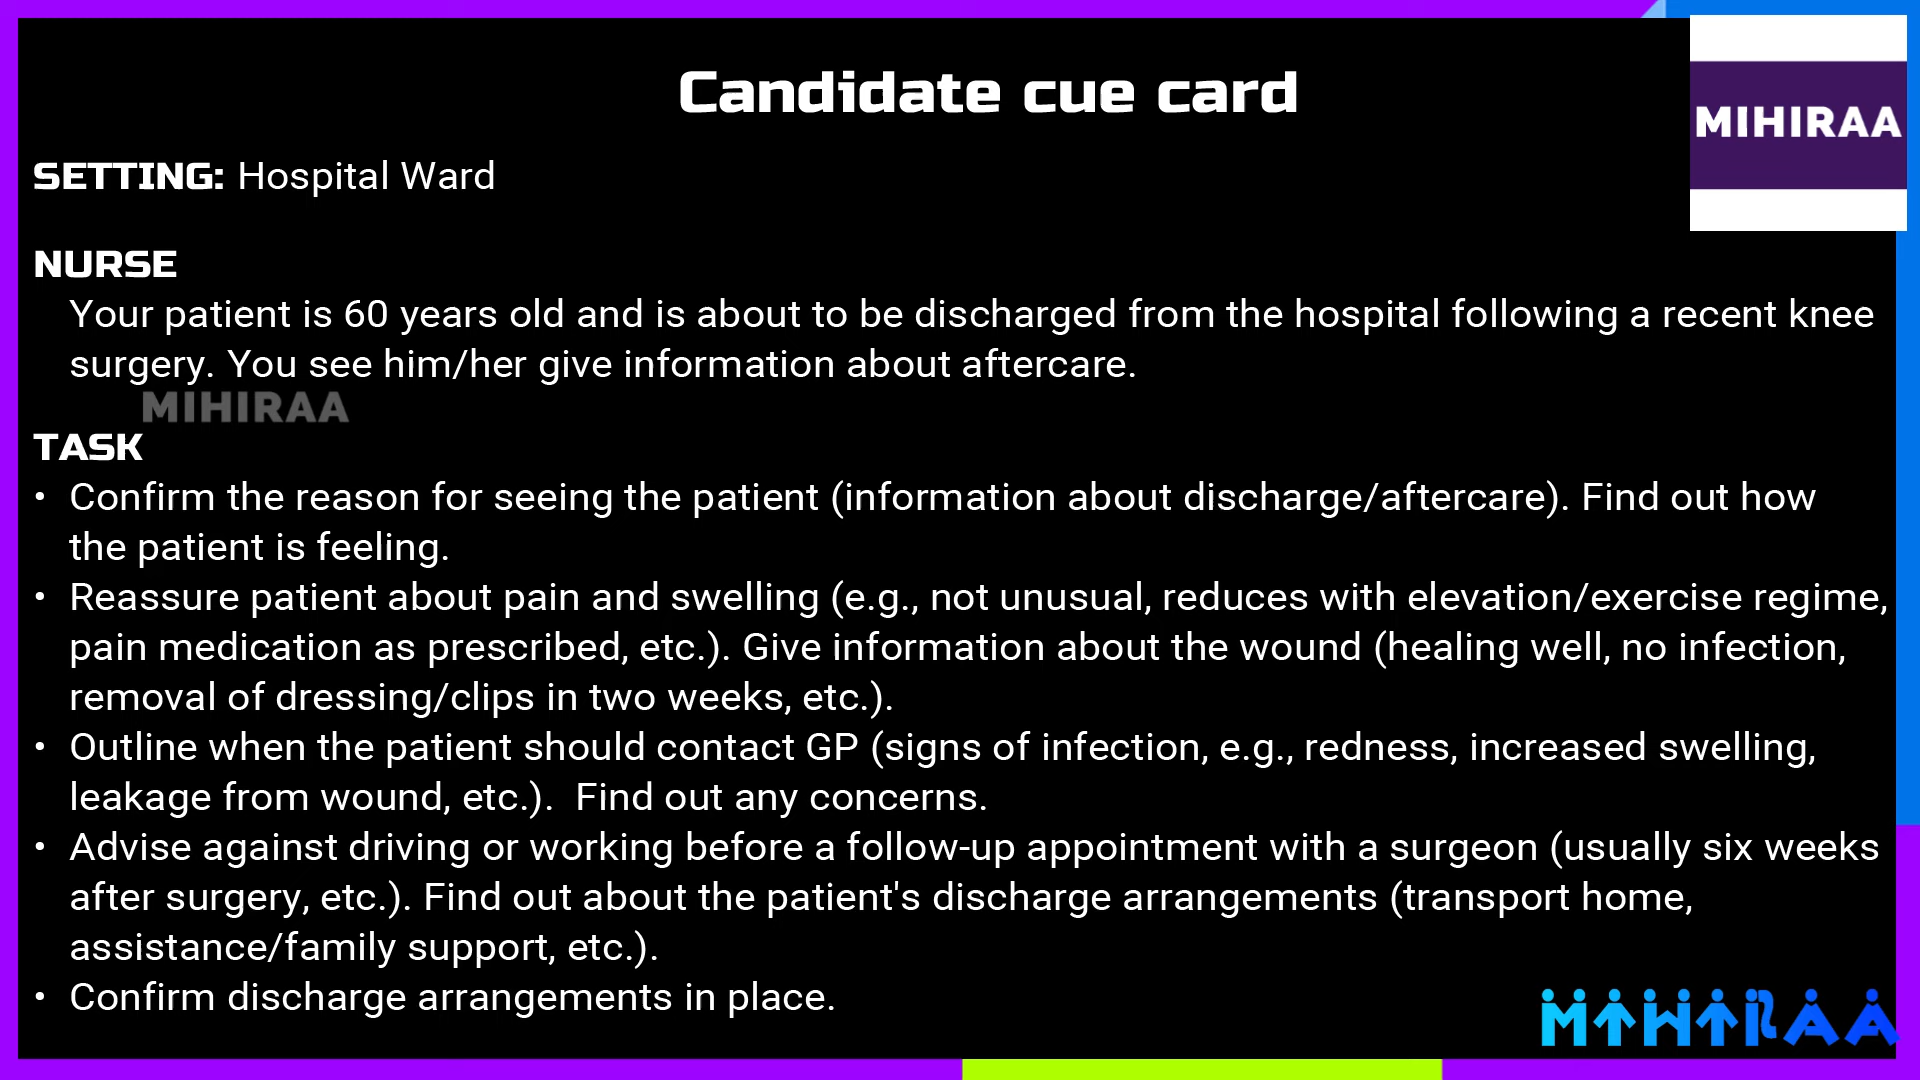 Candidate cue card
MIHIRAA
SETTING: Hospital Ward
NURSE
Your patient is 60 years old and is about to be discharged from the hospital following a recent knee
surgery. You see him/her give information about aftercare.
MIHIRAA
TASK
• Confirm the reason for seeing the patient (information about discharge/aftercare). Find out how
the patient is feeling.
• Reassure patient about pain and swelling (e.g., not unusual, reduces with elevation/exercise regime,
pain medication as prescribed, etc.). Give information about the wound (healing well, no infection,
removal of dressing/clips in two weeks, etc.).
• Outline when the patient should contact GP (signs of infection, e.g., redness, increased swelling,
leakage from wound, etc.).  Find out any concerns.
• Advise against driving or working before a follow-up appointment with a surgeon (usually six weeks
after surgery, etc.). Find out about the patient's discharge arrangements (transport home,
assistance/family support, etc.).
• Confirm discharge arrangements in place.
MIHIRAA